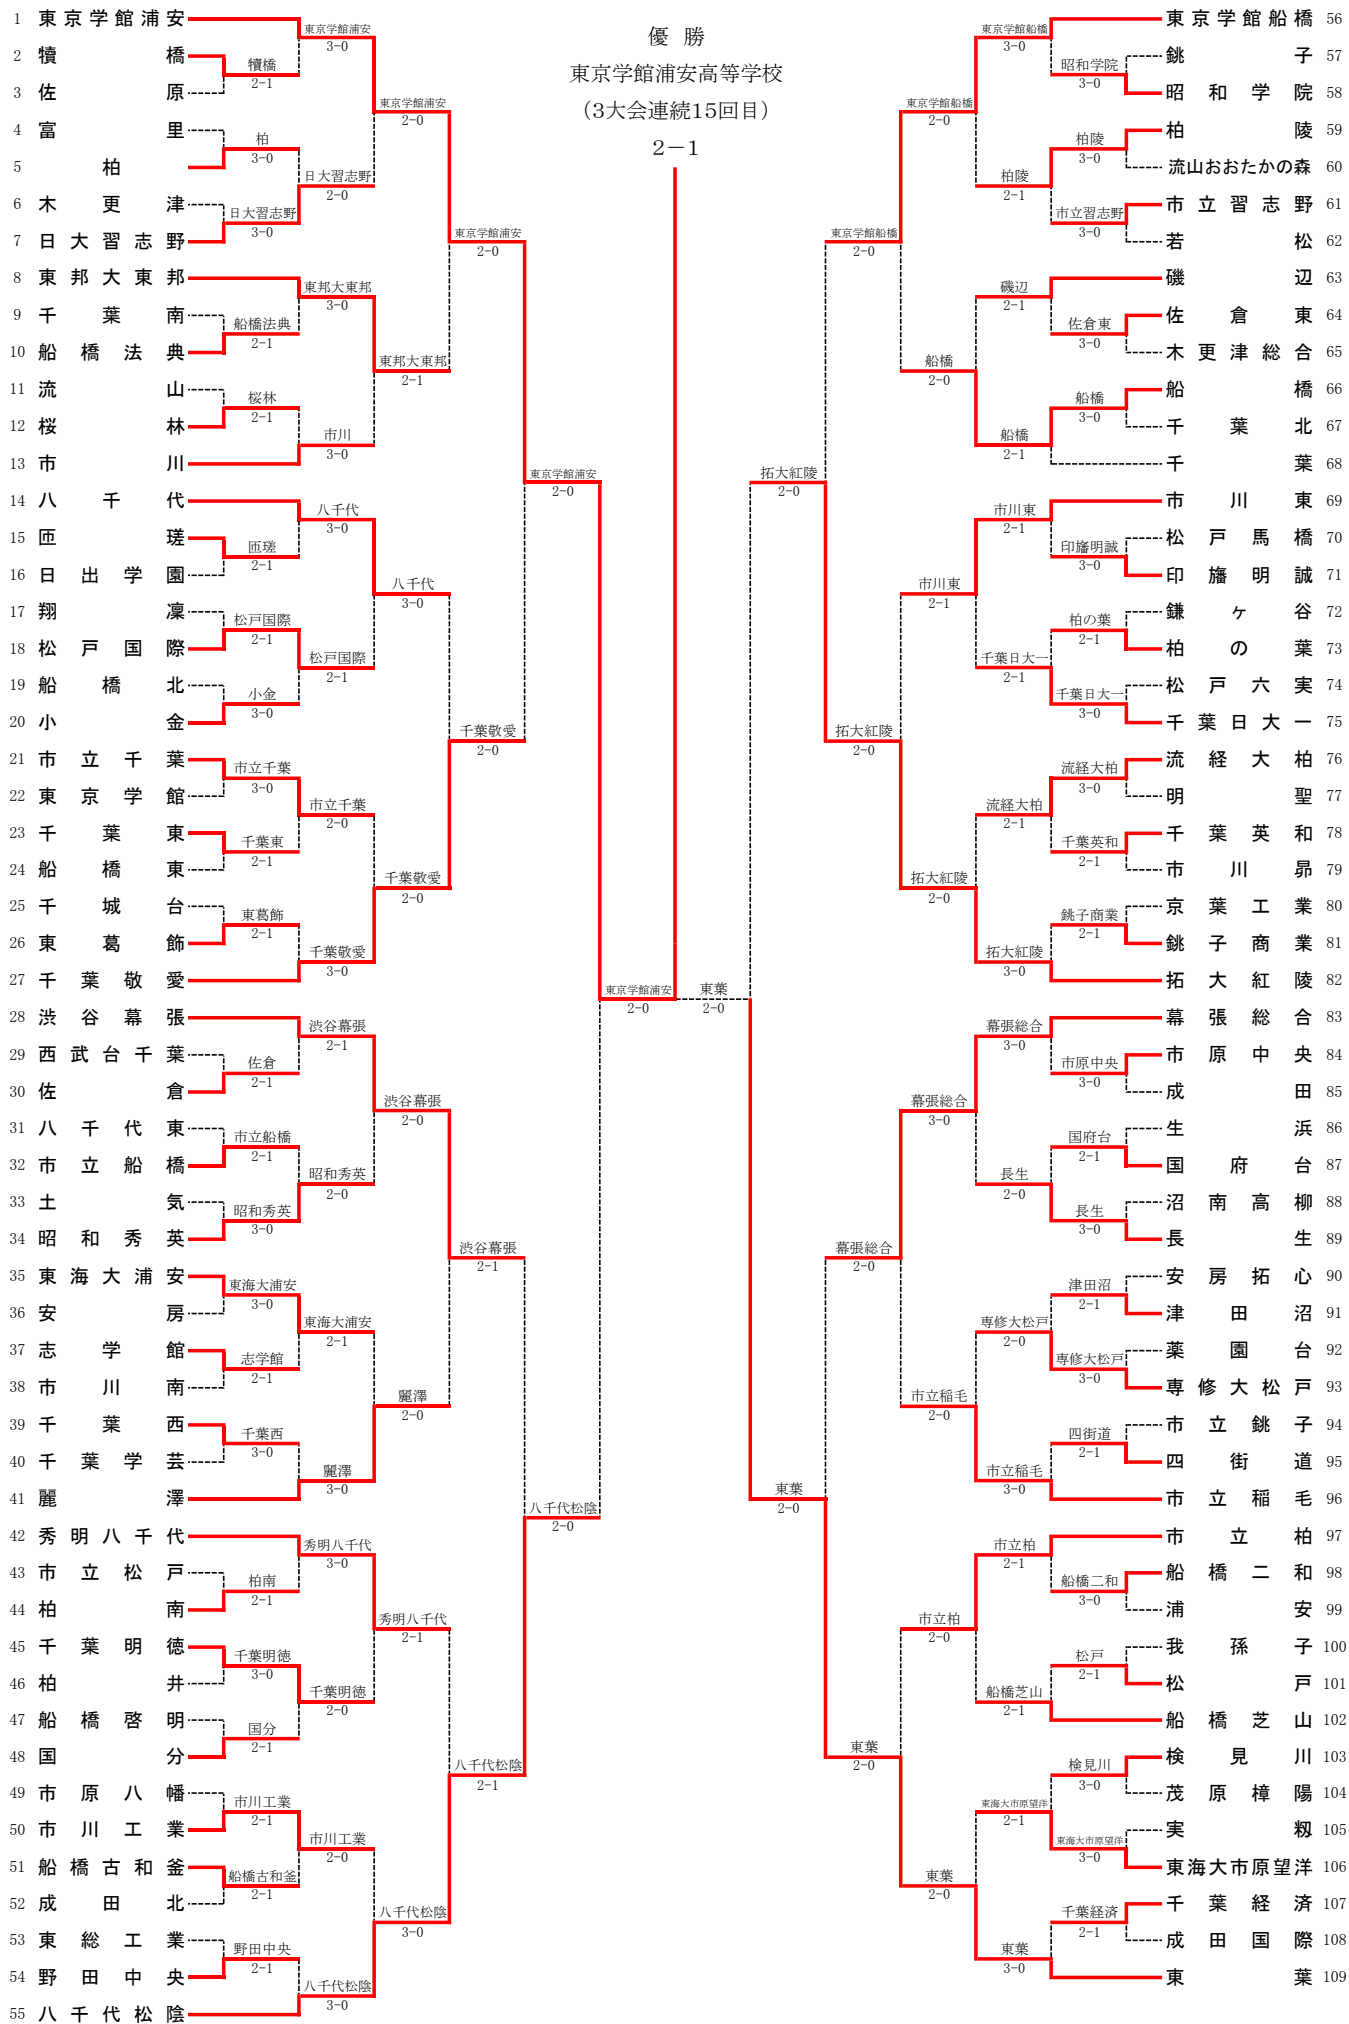 優 勝
東京学館浦安高等学校
（3大会連続15回目）
2－1
1 東京学館浦安
2 犢橋
3 佐原
4 富里
5 柏
6 木更津
7 日大習志野
8 東邦大東邦
9 千葉南
10 船橋法典
11 流山
12 桜林
13 市川
14 八千代
15 匝瑳
16 日出学園
17 翔凜
18 松戸国際
19 船橋北
20 小金
21 市立千葉
22 東京学館
23 千葉東
24 船橋東
25 千城台
26 東葛飾
27 千葉敬愛
28 渋谷幕張
29 西武台千葉
30 佐倉
31 八千代東
32 市立船橋
33 土気
34 昭和秀英
35 東海大浦安
36 安房
37 志学館
38 市川南
39 千葉西
40 千葉学芸
41 麗澤
42 秀明八千代
43 市立松戸
44 柏南
45 千葉明徳
46 柏井
47 船橋啓明
48 国分
49 市原八幡
50 市川工業
51 船橋古和釜
52 成田北
53 東総工業
54 野田中央
55 八千代松陰
犢橋
2-1
柏
3-0
日大習志野
3-0
船橋法典
2-1
桜林
2-1
匝瑳
2-1
松戸国際
2-1
小金
3-0
市立千葉
3-0
千葉東
2-1
東葛飾
2-1
佐倉
2-1
市立船橋
2-1
昭和秀英
3-0
東海大浦安
3-0
志学館
2-1
千葉西
3-0
柏南
2-1
千葉明徳
3-0
国分
2-1
市川工業
2-1
船橋古和釜
2-1
野田中央
2-1
東京学館浦安
3-0
日大習志野
2-0
東邦大東邦
3-0
市川
3-0
八千代
3-0
松戸国際
2-1
市立千葉
2-0
千葉敬愛
3-0
渋谷幕張
2-1
昭和秀英
2-0
東海大浦安
2-1
麗澤
3-0
秀明八千代
3-0
千葉明徳
2-0
市川工業
2-0
八千代松陰
3-0
東京学館浦安
2-0
東邦大東邦
2-1
八千代
3-0
千葉敬愛
2-0
渋谷幕張
2-0
麗澤
2-0
秀明八千代
2-1
八千代松陰
3-0
東京学館浦安
2-0
千葉敬愛
2-0
渋谷幕張
2-1
八千代松陰
2-1
東京学館浦安
2-0
八千代松陰
2-0
東京学館浦安
2-0
東葉
2-0
拓大紅陵
2-0
東葉
2-0
東京学館船橋
2-0
拓大紅陵
2-0
幕張総合
2-0
東葉
2-0
東京学館船橋
2-0
船橋
2-0
市川東
2-1
拓大紅陵
2-0
幕張総合
3-0
市立稲毛
2-0
市立柏
2-0
東葉
2-0
東京学館船橋
3-0
柏陵
2-1
磯辺
2-1
船橋
2-1
市川東
2-1
千葉日大一
2-1
流経大柏
2-1
拓大紅陵
3-0
幕張総合
3-0
長生
2-0
専修大松戸
2-0
市立稲毛
3-0
市立柏
2-1
船橋芝山
2-1
東海大市原望洋
2-1
東葉
3-0
昭和学院
3-0
柏陵
3-0
市立習志野
3-0
佐倉東
3-0
船橋
3-0
印旛明誠
3-0
柏の葉
2-1
千葉日大一
3-0
流経大柏
3-0
千葉英和
2-1
銚子商業
2-1
市原中央
3-0
国府台
2-1
長生
3-0
津田沼
2-1
専修大松戸
3-0
四街道
2-1
船橋二和
3-0
松戸
2-1
検見川
3-0
東海大市原望洋
3-0
千葉経済
2-1
東京学館船橋 56
銚子 57
昭和学院 58
柏陵 59
流山おおたかの森 60
市立習志野 61
若松 62
磯辺 63
佐倉東 64
木更津総合 65
船橋 66
千葉北 67
千葉 68
市川東 69
松戸馬橋 70
印旛明誠 71
鎌ヶ谷 72
柏の葉 73
松戸六実 74
千葉日大一 75
流経大柏 76
明聖 77
千葉英和 78
市川昴 79
京葉工業 80
銚子商業 81
拓大紅陵 82
幕張総合 83
市原中央 84
成田 85
生浜 86
国府台 87
沼南高柳 88
長生 89
安房拓心 90
津田沼 91
薬園台 92
専修大松戸 93
市立銚子 94
四街道 95
市立稲毛 96
市立柏 97
船橋二和 98
浦安 99
我孫子 100
松戸 101
船橋芝山 102
検見川 103
茂原樟陽 104
実籾 105
東海大市原望洋 106
千葉経済 107
成田国際 108
東葉 109